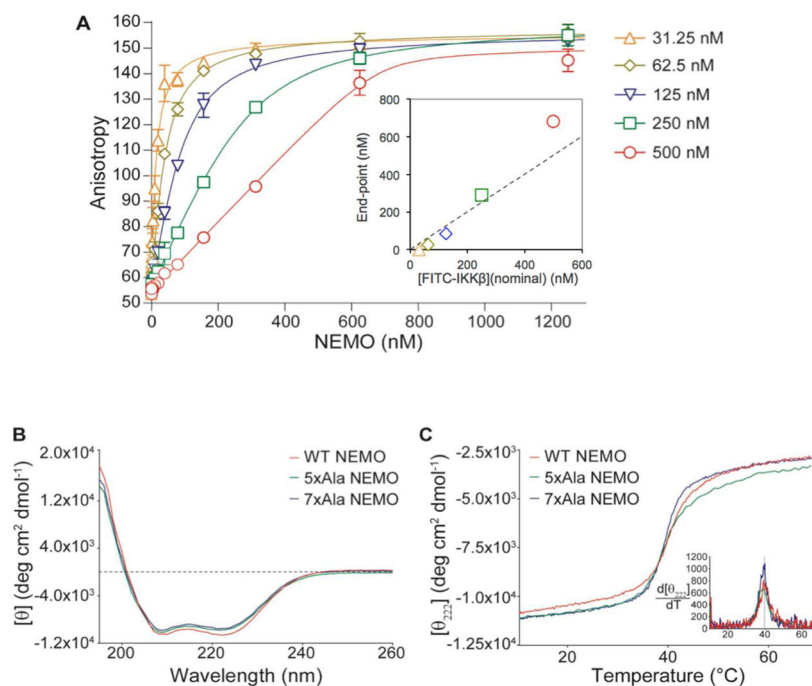 A
160
150
140
130
120
110
100
90
80
70
60
50
Anisotropy
0
200
400
600
800
1000
1200
NEMO (nM)
31.25 nM
62.5 nM
125 nM
250 nM
500 nM
800
600
400
200
0
End-point (nM)
0
200
400
600
[FITC-IKKβ](nominal) (nM)
B
2.0x10⁴
1.2x10⁴
4.0x10³
-4.0x10³
-1.2x10⁴
[θ] (deg cm² dmol⁻¹)
WT NEMO
5xAla NEMO
7xAla NEMO
200
220
240
260
Wavelength (nm)
C
-2.5x10³
-5.0x10³
-7.5x10³
-1.0x10⁴
-1.25x10⁴
[θ₂₂₂] (deg cm² dmol⁻¹)
WT NEMO
5xAla NEMO
7xAla NEMO
1200
1000
800
600
400
200
0
d[θ₂₂₂]
dT
20
40
60
20
40
60
Temperature (°C)